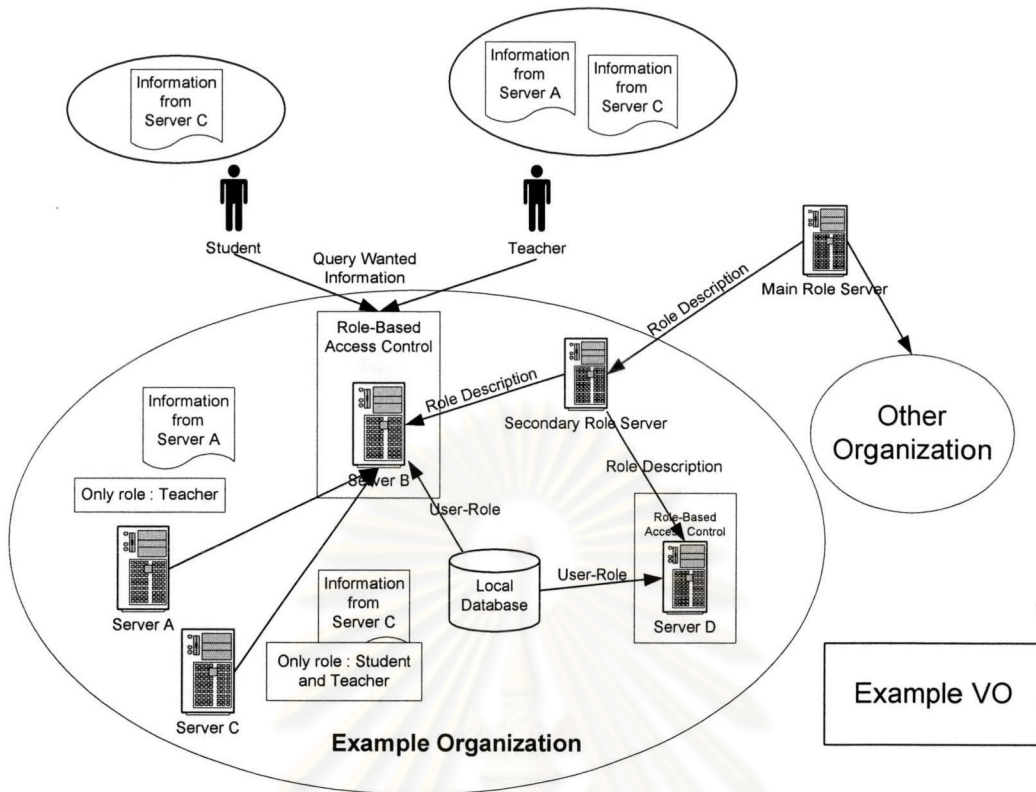 Information
from
Server C
Information
from
Server A
Information
from
Server C
Student
Teacher
Query Wanted
Information
Main Role Server
Role Description
Role-Based
Access Control
Role Description
Secondary Role Server
Other
Organization
Information
from
Server A
Server B
Role Description
Only role : Teacher
User-Role
Role-Based
Access Control
Server A
Information
from
Server C
Local
Database
User-Role
Server D
Only role : Student
and Teacher
Server C
Example VO
Example Organization